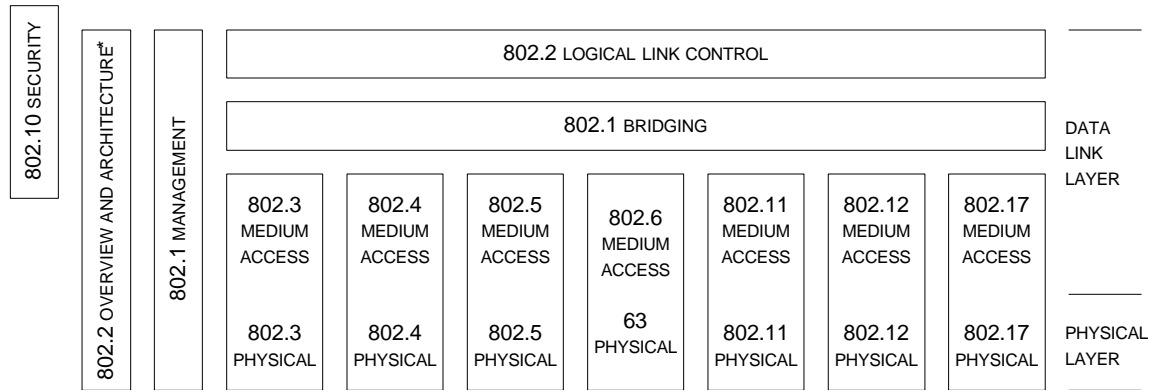 802.10 SECURITY
802.2 OVERVIEW AND ARCHITECTURE*
802.1 MANAGEMENT
802.2 LOGICAL LINK CONTROL
802.1 BRIDGING
802.3
MEDIUM
ACCESS
802.3
PHYSICAL
802.4
MEDIUM
ACCESS
802.4
PHYSICAL
802.5
MEDIUM
ACCESS
802.5
PHYSICAL
802.6
MEDIUM
ACCESS
63
PHYSICAL
802.11
MEDIUM
ACCESS
802.11
PHYSICAL
802.12
MEDIUM
ACCESS
802.12
PHYSICAL
802.17
MEDIUM
ACCESS
802.17
PHYSICAL
DATA
LINK
LAYER
PHYSICAL
LAYER